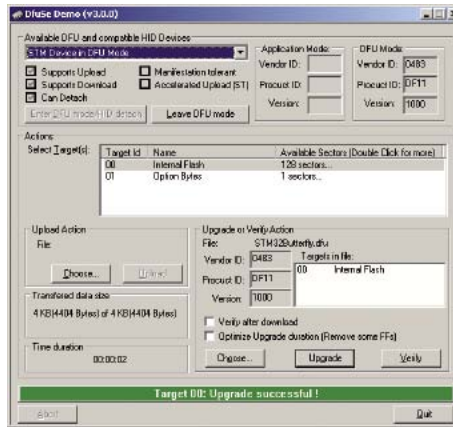 DfuSe Demo (v3.0.0)
Available DFU and compatible HID Devices
STM Device in DFU Mode
Supports Upload
Manifestation tolerant
Supports Download
Accelerated Upload (ST)
Can Detach
Enter DFU mode/HID detach
Leave DFU mode
Application Mode:
Vendor ID:
Procuct ID:
Version:
DFU Mode:
Vendor ID: 0483
Procuct ID: DF11
Version: 1000
Actions
Select Target(s):
Target Id Name Available Sectors (Double Click for more)
00 Internal Flash 128 sectors...
01 Option Bytes 1 sectors...
Upload Action
File:
Choose... Upload
Transfered data size
4 KB(4404 Bytes) of 4 KB(4404 Bytes)
Time duration
00:00:02
Upgrade or Verify Action
File: STM32Butterfly.dfu
Vendor ID: 0483
Targets in file:
00 Internal Flash
Procuct ID: DF11
Version: 1000
Verify after download
Optimize Upgrade duration (Remove some FFs)
Choose... Upgrade Verify
Target 00: Upgrade successful !
Abort Quit